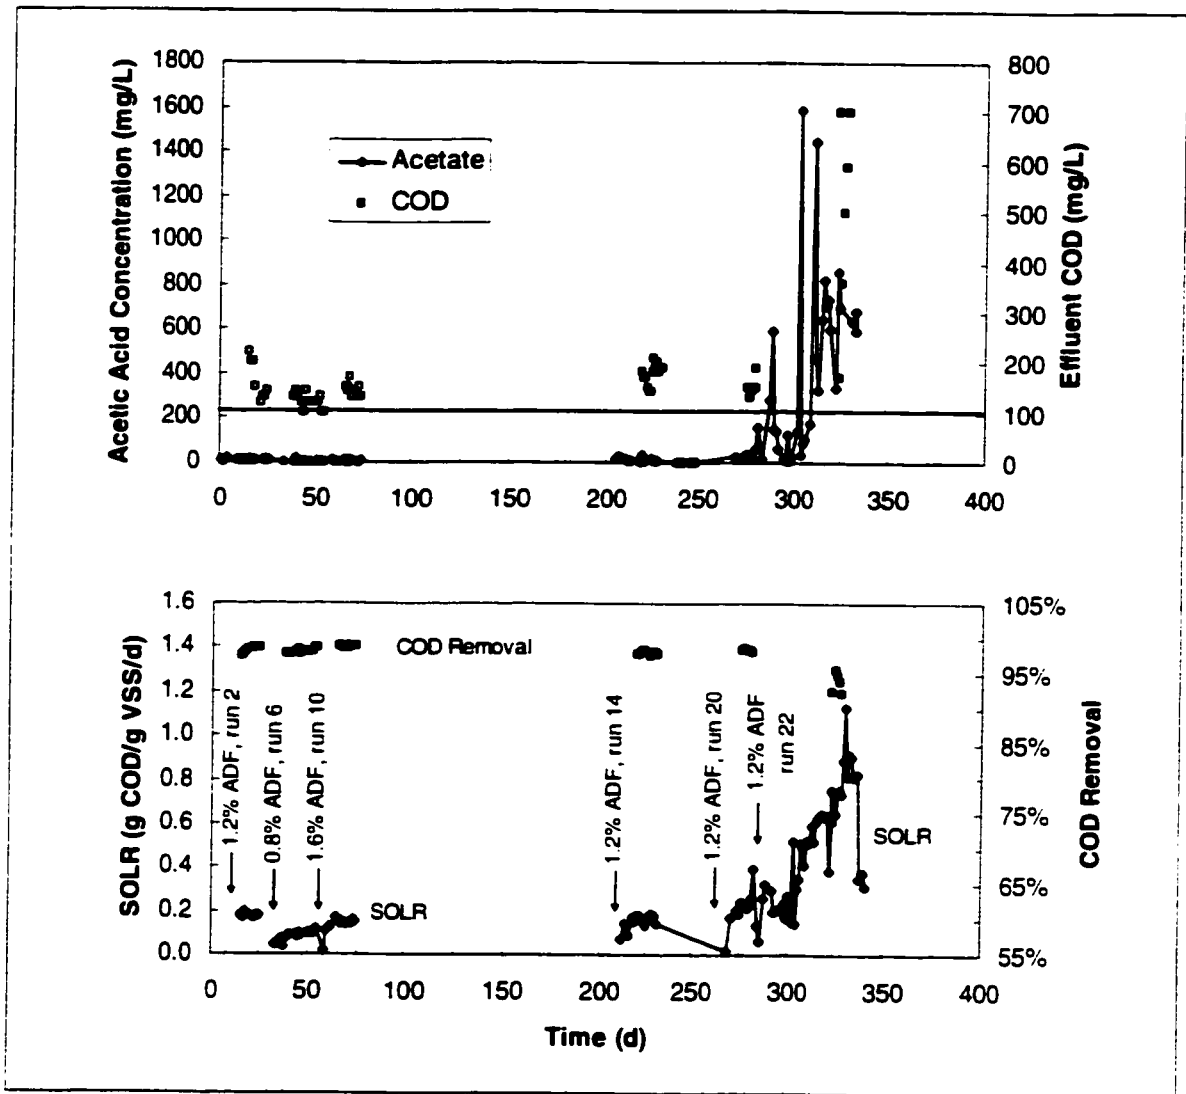 Acetic Acid Concentration (mg/L)
1800
1600
1400
1200
1000
800
600
400
200
0
Acetate
COD
800
700
600
500
400
300
200
100
0
Effluent COD (mg/L)
0 50 100 150 200 250 300 350 400
SOLR (g COD/g VSS/d)
1.6
1.4
1.2
1.0
0.8
0.6
0.4
0.2
0.0
COD Removal
1.2% ADF, run 2
0.8% ADF, run 6
1.6% ADF, run 10
1.2% ADF, run 14
1.2% ADF, run 20
1.2% ADF
run 22
SOLR
SOLR
105%
95%
85%
75%
65%
55%
COD Removal
0 50 100 150 200 250 300 350 400
Time (d)